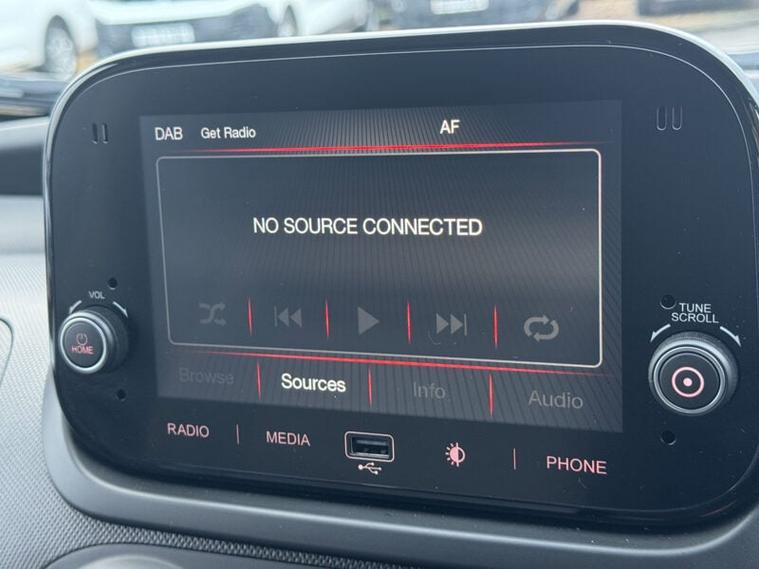 DAB Get Radio AF
NO SOURCE CONNECTED
VOL
HOME
TUNE
SCROLL
Browse Sources Info Audio
RADIO MEDIA PHONE